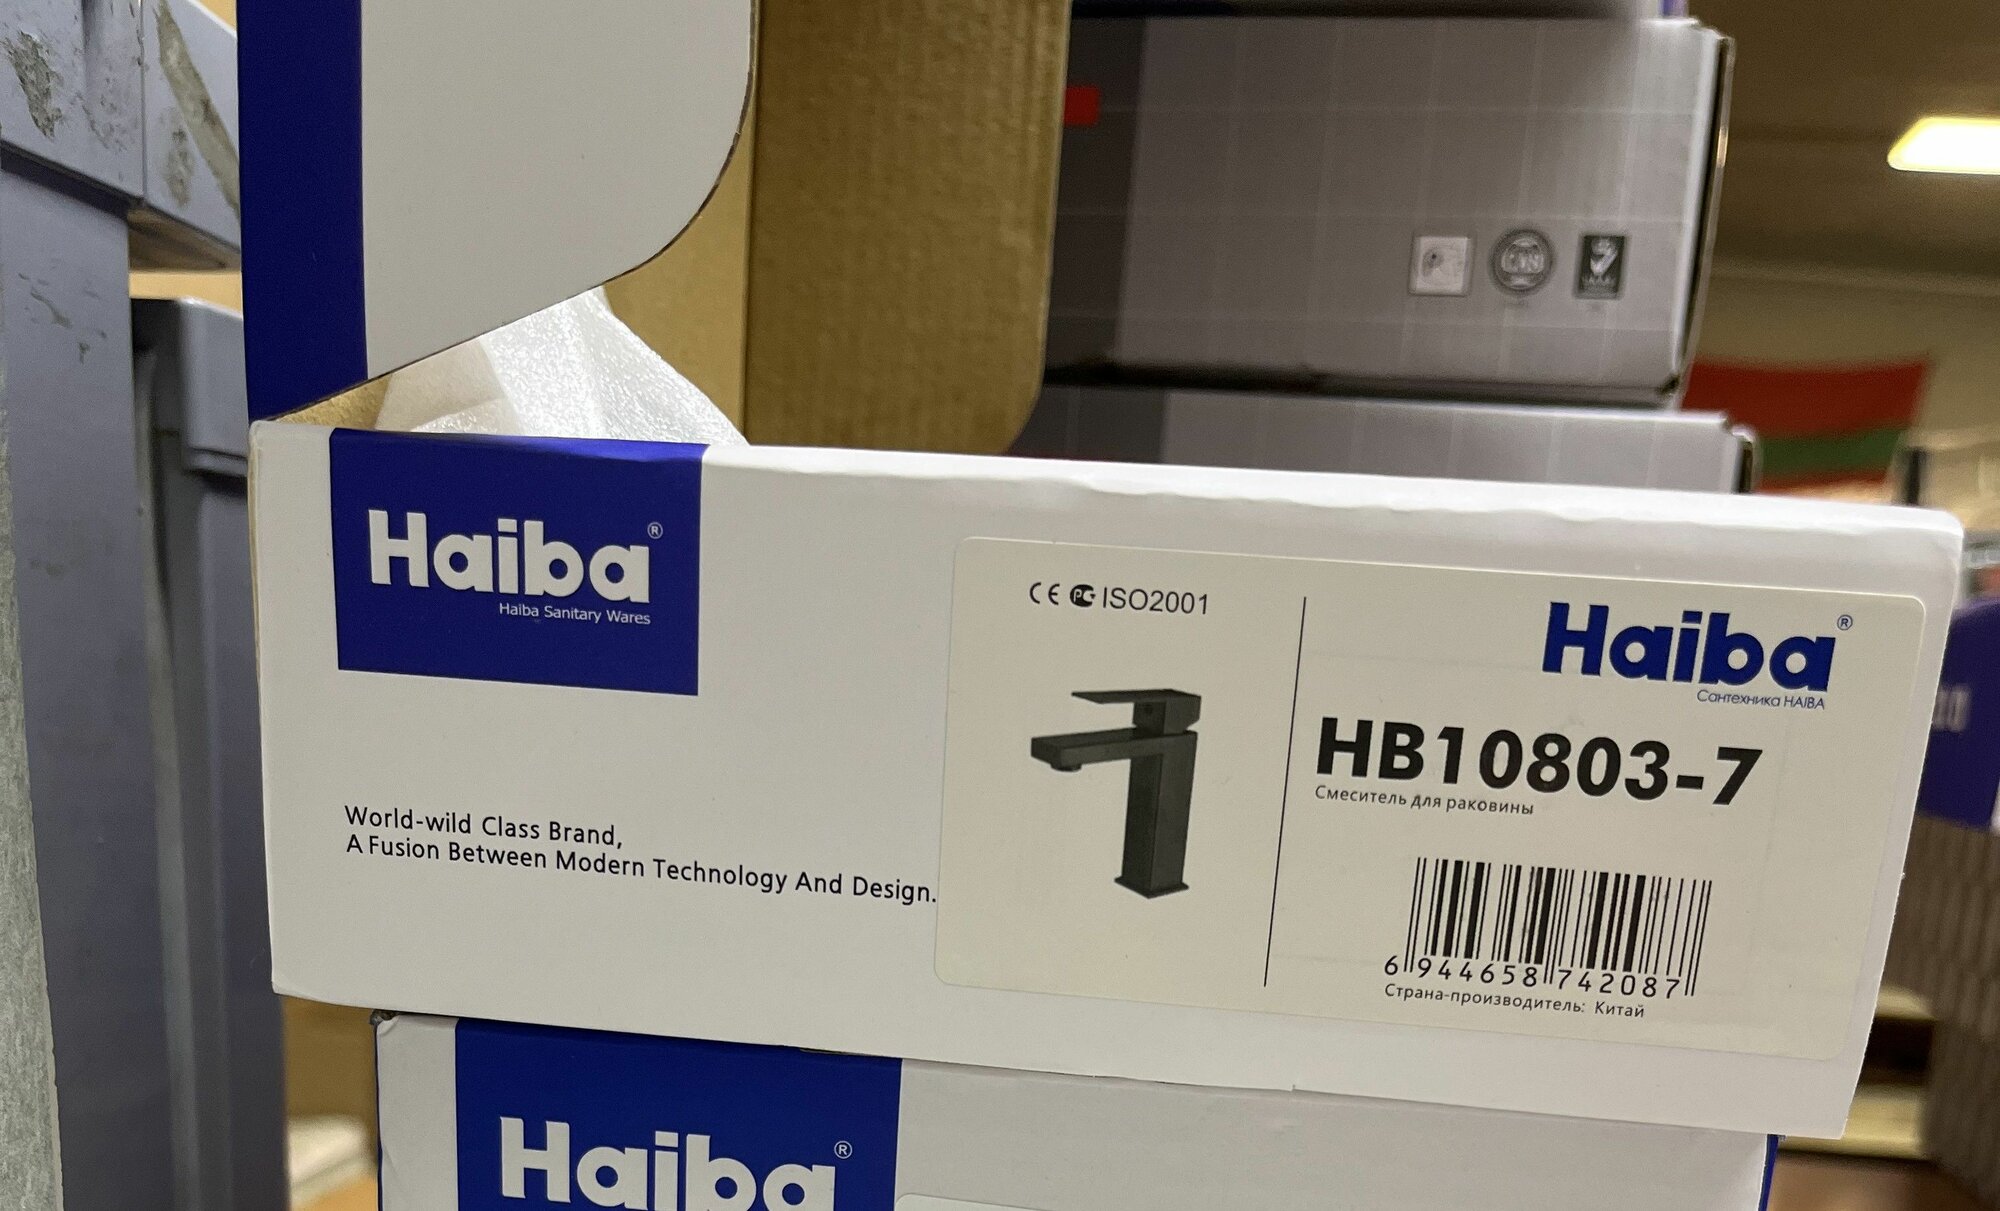 Haiba®
Haiba Sanitary Wares
World-wild Class Brand,
A Fusion Between Modern Technology And Design.
CE PC ISO2001
Haiba®
Сантехника HAIBA
HB10803-7
Смеситель для раковины
6 944658 742087
Страна-производитель: Китай
Haiba®